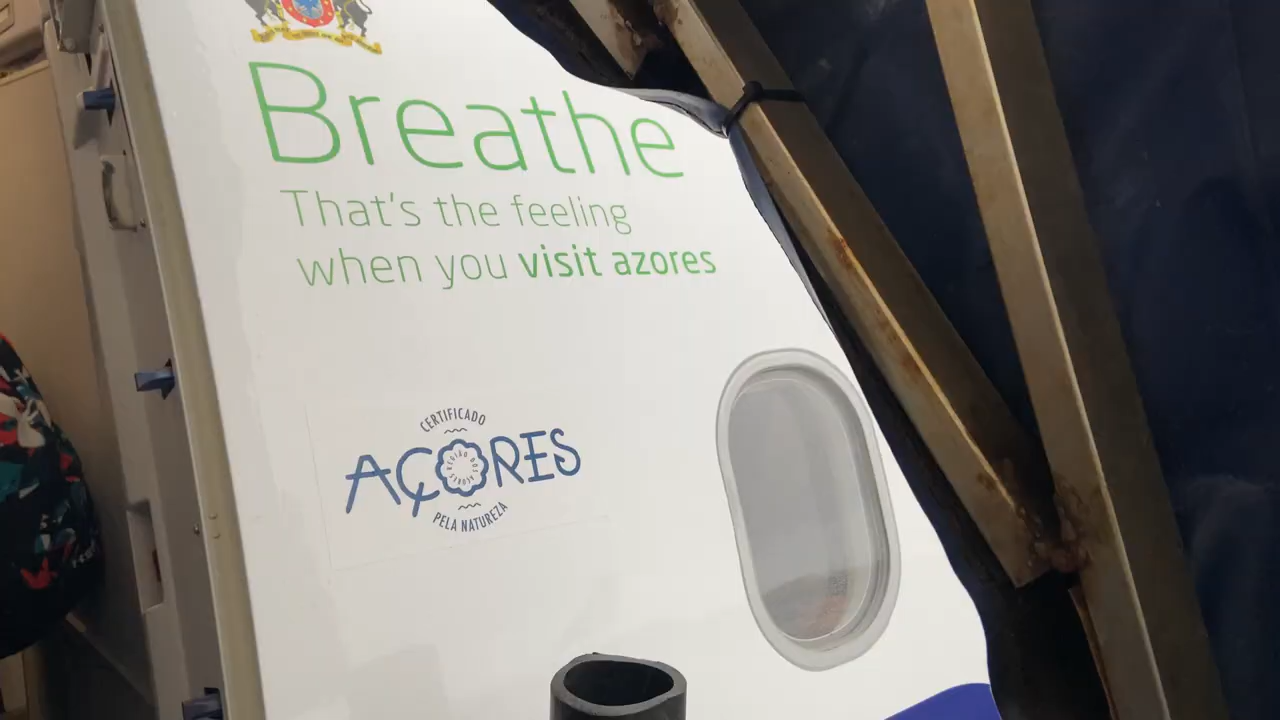 Breathe
That's the feeling
when you visit azores
CERTIFICADO
AÇORES
PELA NATUREZA